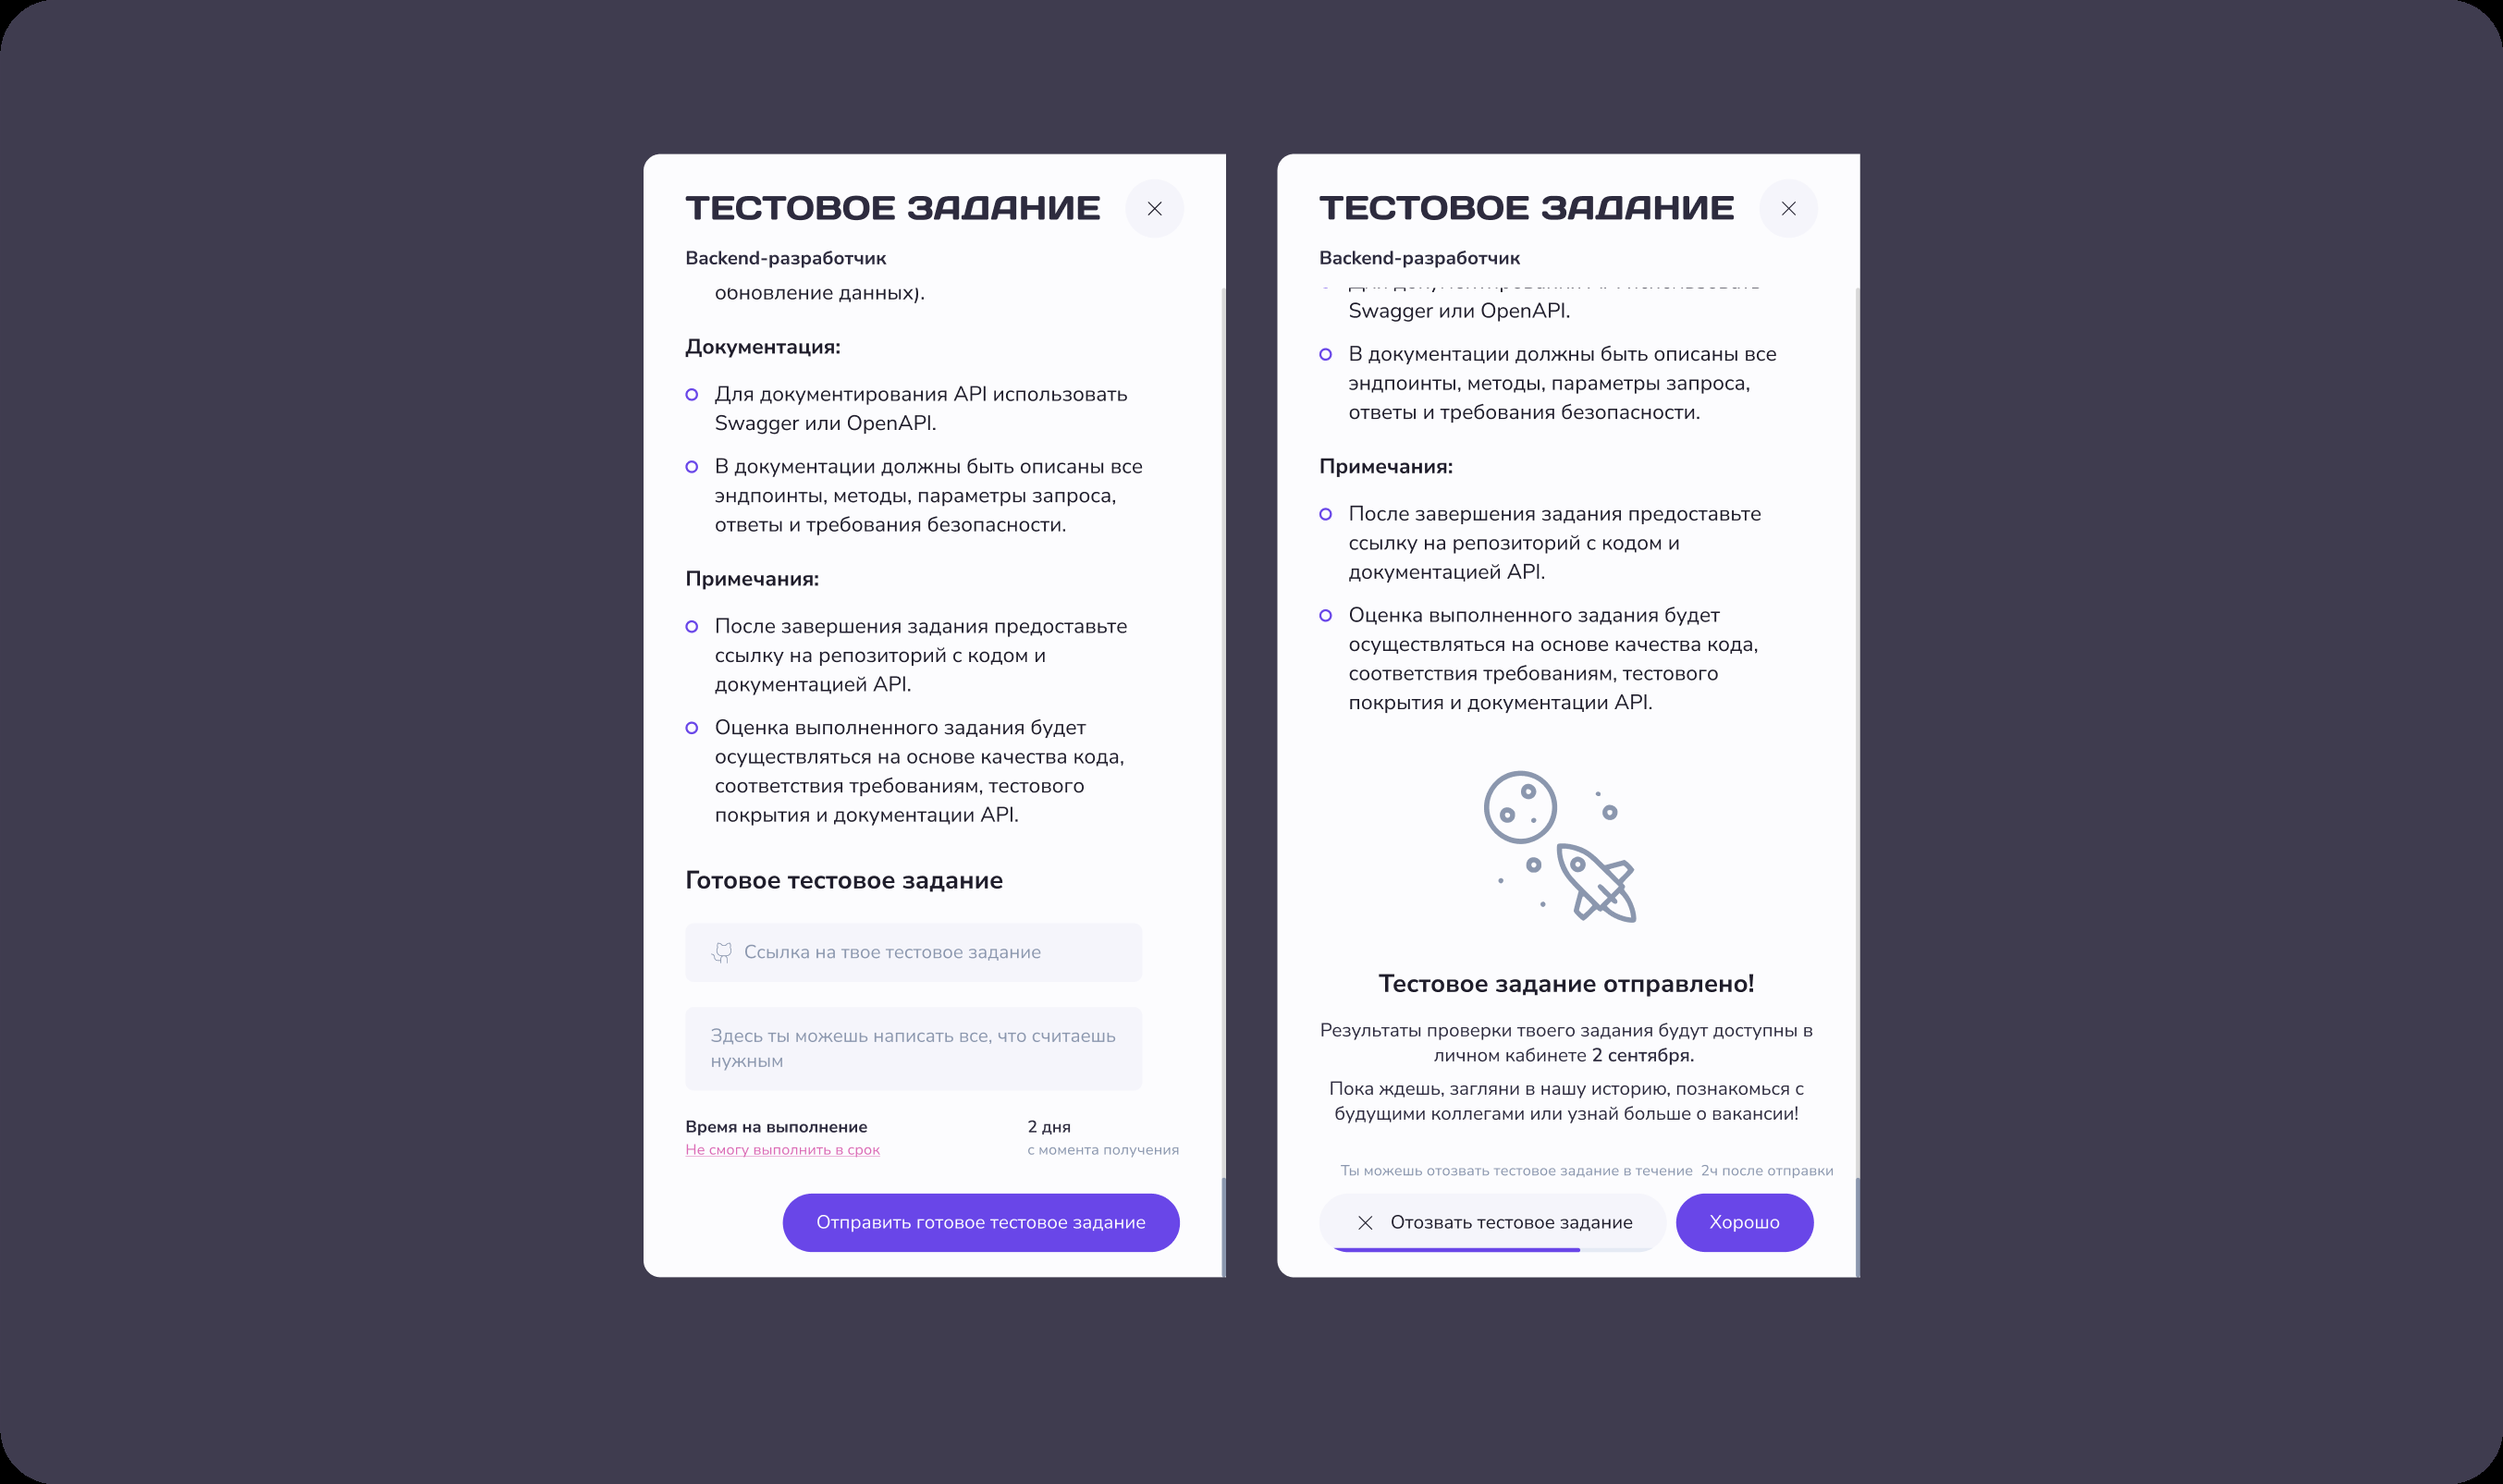 ТЕСТОВОЕ ЗАДАНИЕ
Backend-разработчик
обновление данных).
Документация:
Для документирования API использовать
Swagger или OpenAPI.
В документации должны быть описаны все
эндпоинты, методы, параметры запроса,
ответы и требования безопасности.
Примечания:
После завершения задания предоставьте
ссылку на репозиторий с кодом и
документацией API.
Оценка выполненного задания будет
осуществляться на основе качества кода,
соответствия требованиям, тестового
покрытия и документации API.
Готовое тестовое задание
Ссылка на твое тестовое задание
Здесь ты можешь написать все, что считаешь
нужным
Время на выполнение
Не смогу выполнить в срок
2 дня
с момента получения
Отправить готовое тестовое задание
ТЕСТОВОЕ ЗАДАНИЕ
Backend-разработчик
Для документирования API использовать
Swagger или OpenAPI.
В документации должны быть описаны все
эндпоинты, методы, параметры запроса,
ответы и требования безопасности.
Примечания:
После завершения задания предоставьте
ссылку на репозиторий с кодом и
документацией API.
Оценка выполненного задания будет
осуществляться на основе качества кода,
соответствия требованиям, тестового
покрытия и документации API.
Тестовое задание отправлено!
Результаты проверки твоего задания будут доступны в
личном кабинете 2 сентября.
Пока ждешь, загляни в нашу историю, познакомься с
будущими коллегами или узнай больше о вакансии!
Ты можешь отозвать тестовое задание в течение 2ч после отправки
Отозвать тестовое задание
Хорошо